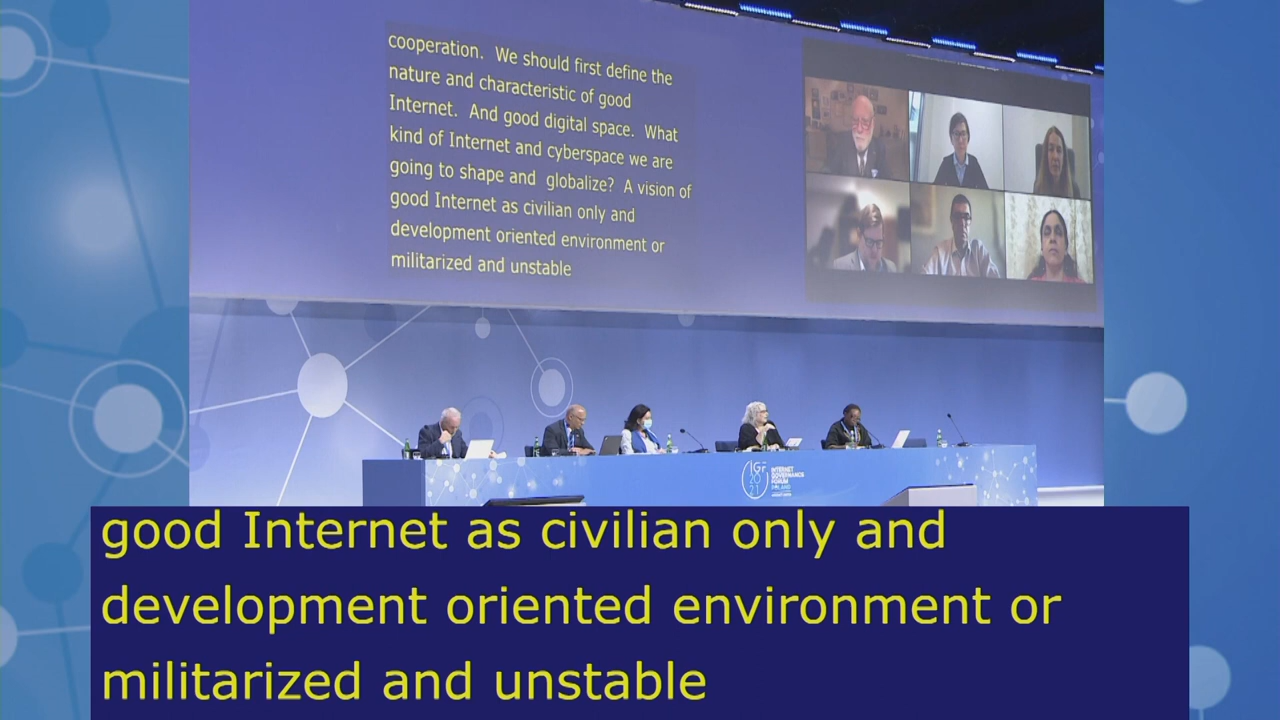 cooperation.  We should first define the
nature and characteristic of good
Internet.  And good digital space.  What
kind of Internet and cyberspace we are
going to shape and  globalize?  A vision of
good Internet as civilian only and
development oriented environment or
militarized and unstable
IGF
20
21
INTERNET
GOVERNANCE
FORUM
POLAND
good Internet as civilian only and
development oriented environment or
militarized and unstable